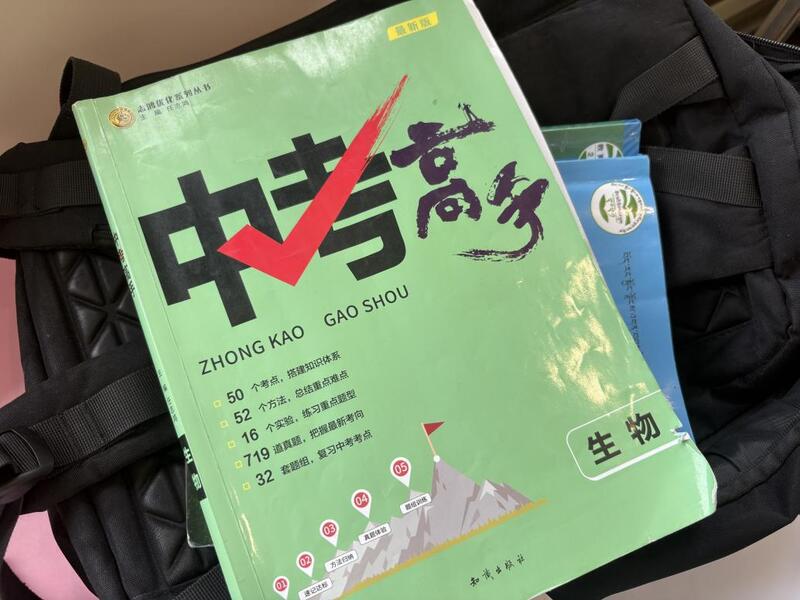 最新版
志鸿优化系列丛书
主编 任志鸿
中考高手
ZHONG KAO GAO SHOU
50 个考点，搭建知识体系
52 个方法，总结重点难点
16 个实验，练习重点题型
719 道真题，把握最新考向
32 套题组，复习中考考点
生物
01 速记达标
02 方法归纳
03
04 真题体验
05 题组训练
知识出版社